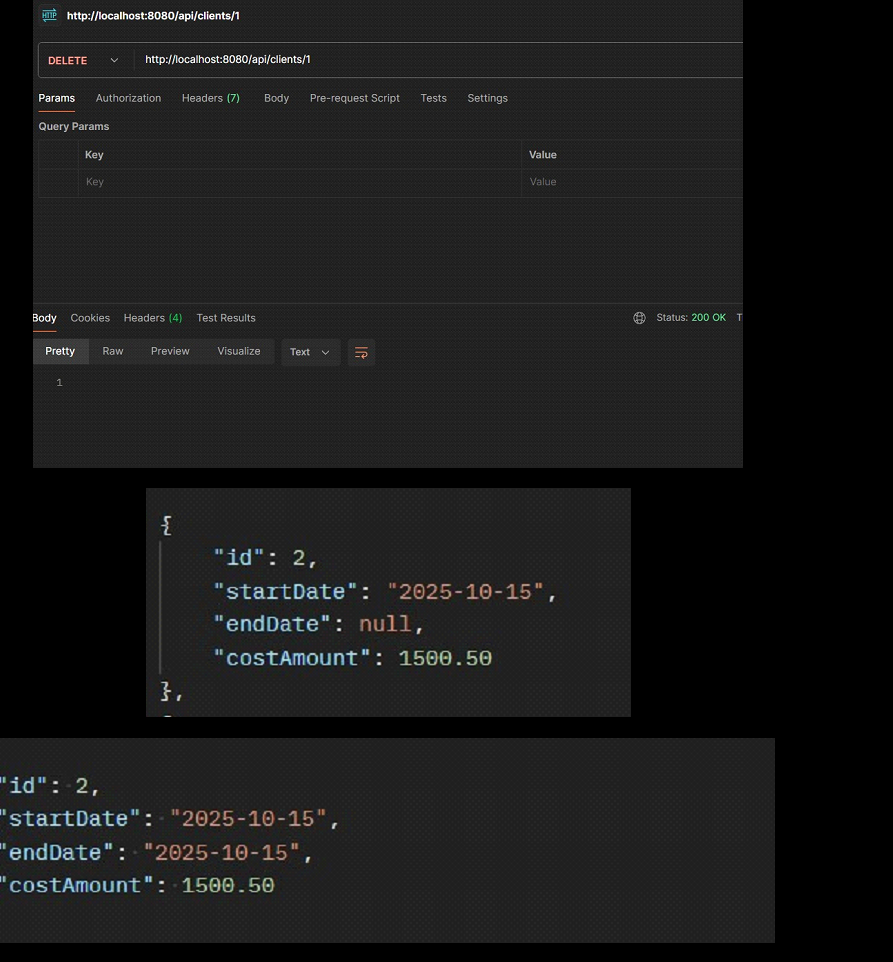 HTTP http://localhost:8080/api/clients/1
DELETE http://localhost:8080/api/clients/1
Params Authorization Headers (7) Body Pre-request Script Tests Settings
Query Params
Key Value
Key Value
Body Cookies Headers (4) Test Results Status: 200 OK T
Pretty Raw Preview Visualize Text
1
{
"id": 2,
"startDate": "2025-10-15",
"endDate": null,
"costAmount": 1500.50
},
"id": 2,
"startDate": "2025-10-15",
"endDate": "2025-10-15",
"costAmount": 1500.50